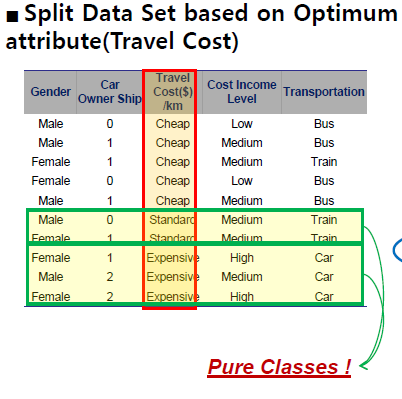 ■ Split Data Set based on Optimum
attribute(Travel Cost)
Gender Car Owner Ship Travel Cost($) /km Cost Income Level Transportation
Male 0 Cheap Low Bus
Male 1 Cheap Medium Bus
Female 1 Cheap Medium Train
Female 0 Cheap Low Bus
Male 1 Cheap Medium Bus
Male 0 Standard Medium Train
Female 1 Standard Medium Train
Female 1 Expensive High Car
Male 2 Expensive Medium Car
Female 2 Expensive High Car
Pure Classes !